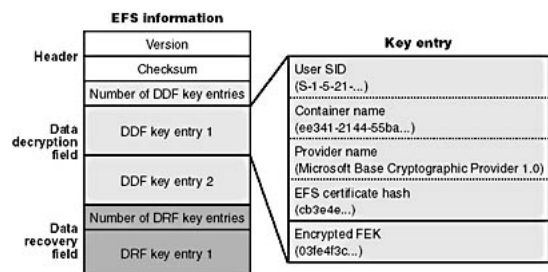 EFS information
Header
Version
Checksum
Number of DDF key entries
Data
decryption
field
DDF key entry 1
DDF key entry 2
Data
recovery
field
Number of DRF key entries
DRF key entry 1
Key entry
User SID
(S-1-5-21-...)
Container name
(ee341-2144-55ba...)
Provider name
(Microsoft Base Cryptographic Provider 1.0)
EFS certificate hash
(cb3e4e...)
Encrypted FEK
(03fe4f3c...)